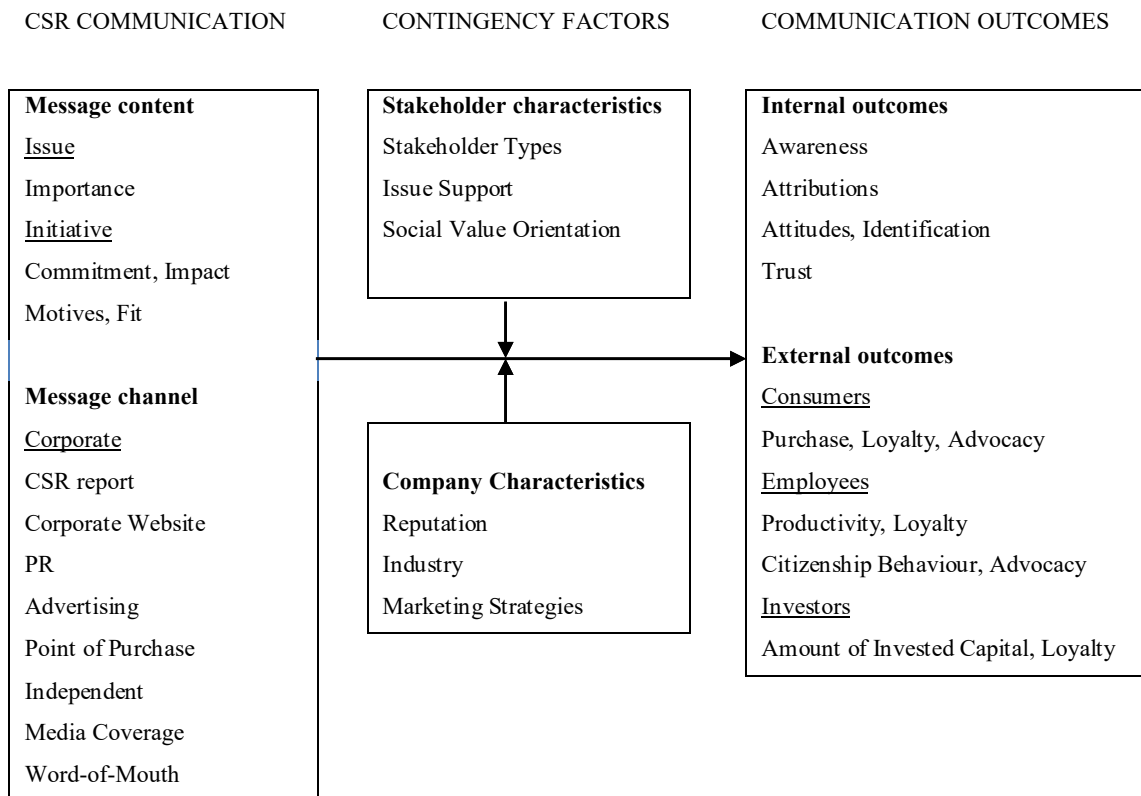 CSR COMMUNICATION
Message content
Issue
Importance
Initiative
Commitment, Impact
Motives, Fit
Message channel
Corporate
CSR report
Corporate Website
PR
Advertising
Point of Purchase
Independent
Media Coverage
Word-of-Mouth
CONTINGENCY FACTORS
Stakeholder characteristics
Stakeholder Types
Issue Support
Social Value Orientation
Company Characteristics
Reputation
Industry
Marketing Strategies
COMMUNICATION OUTCOMES
Internal outcomes
Awareness
Attributions
Attitudes, Identification
Trust
External outcomes
Consumers
Purchase, Loyalty, Advocacy
Employees
Productivity, Loyalty
Citizenship Behaviour, Advocacy
Investors
Amount of Invested Capital, Loyalty